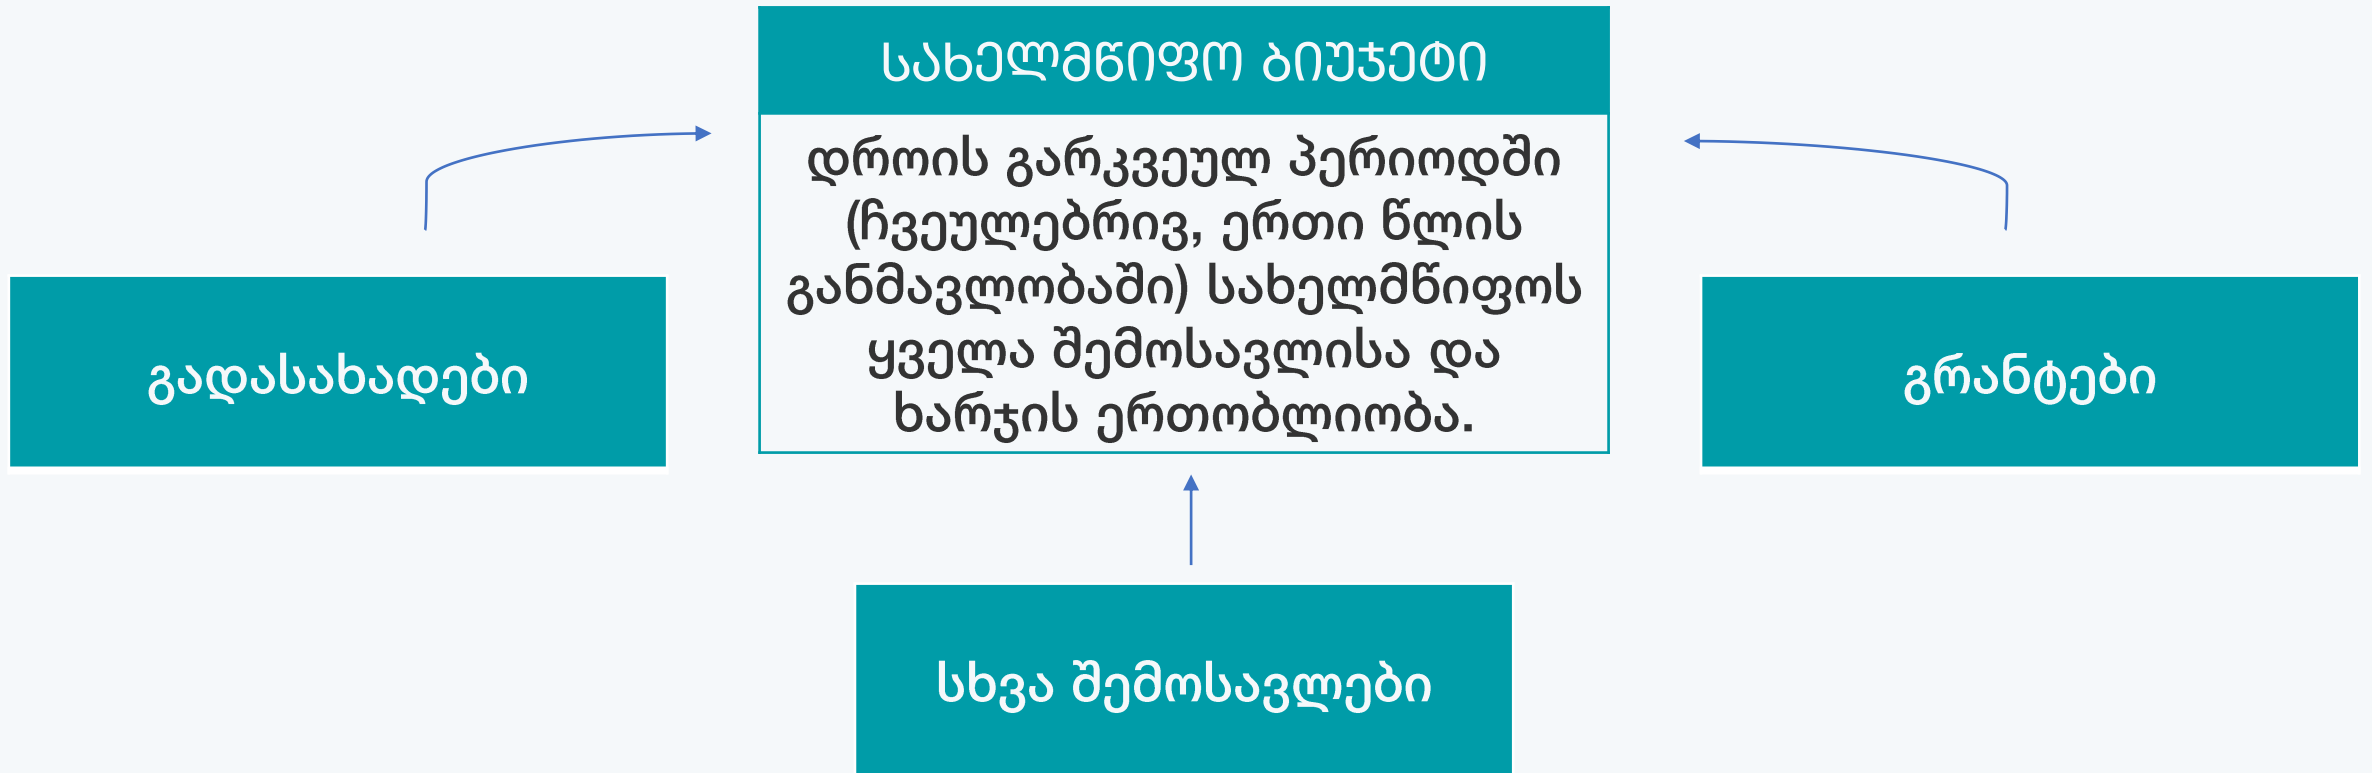 სახელმწიფო ბიუჯეტი
დროის გარკვეულ პერიოდში
(ჩვეულებრივ, ერთი წლის
განმავლობაში) სახელმწიფოს
ყველა შემოსავლისა და
ხარჯის ერთობლიობა.
გადასახადები
გრანტები
სხვა შემოსავლები